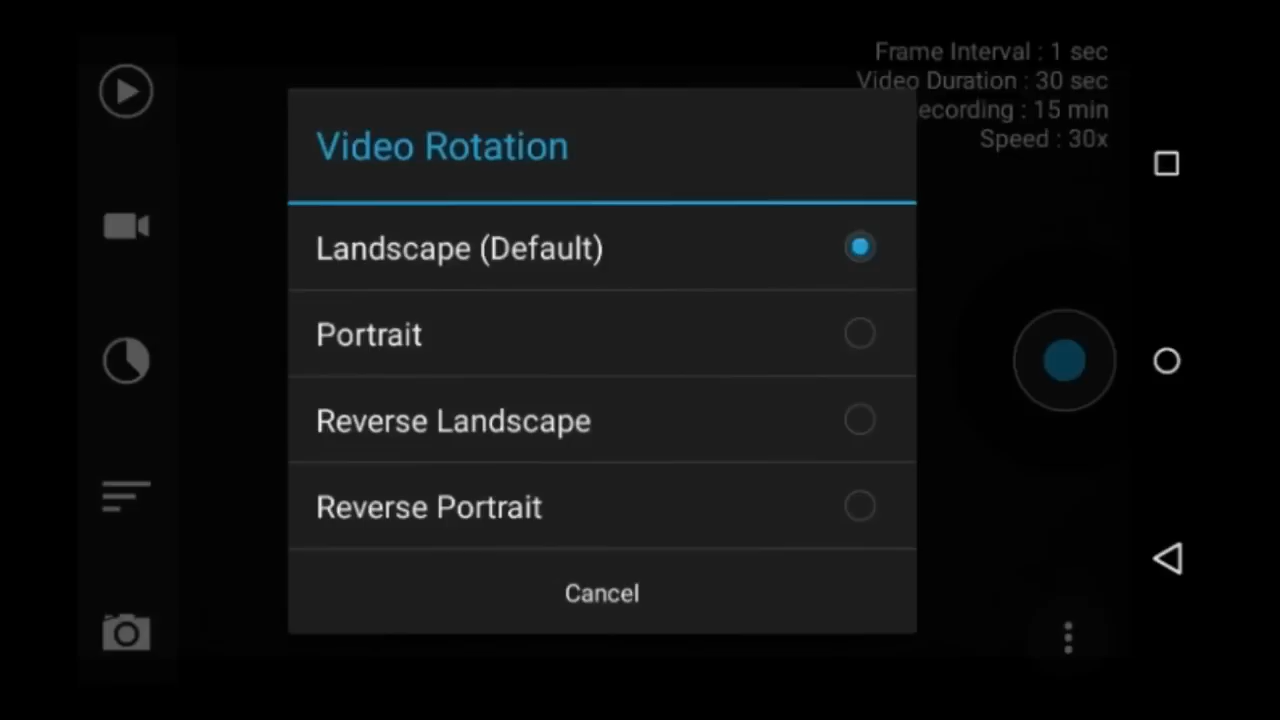 Frame Interval : 1 sec
Video Duration : 30 sec
ecording : 15 min
Speed : 30x
Video Rotation
Landscape (Default)
Portrait
Reverse Landscape
Reverse Portrait
Cancel